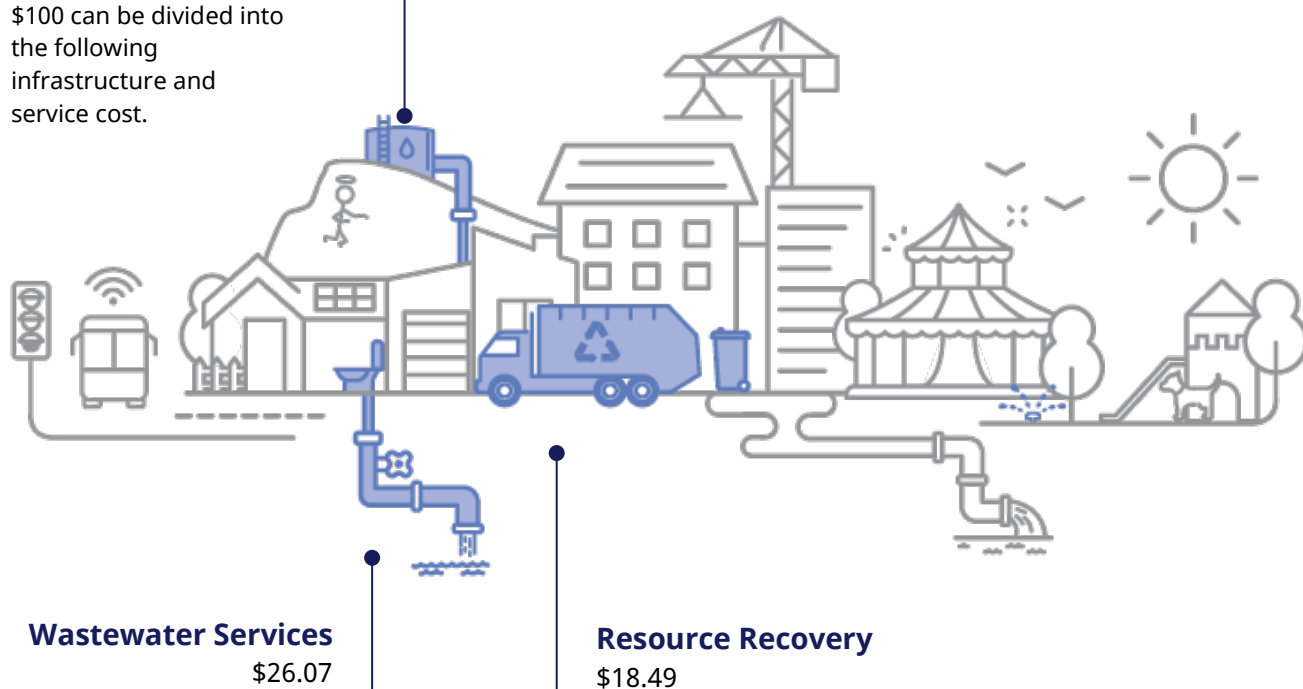 $100 can be divided into
the following
infrastructure and
service cost.
Wastewater Services
$26.07
Resource Recovery
$18.49